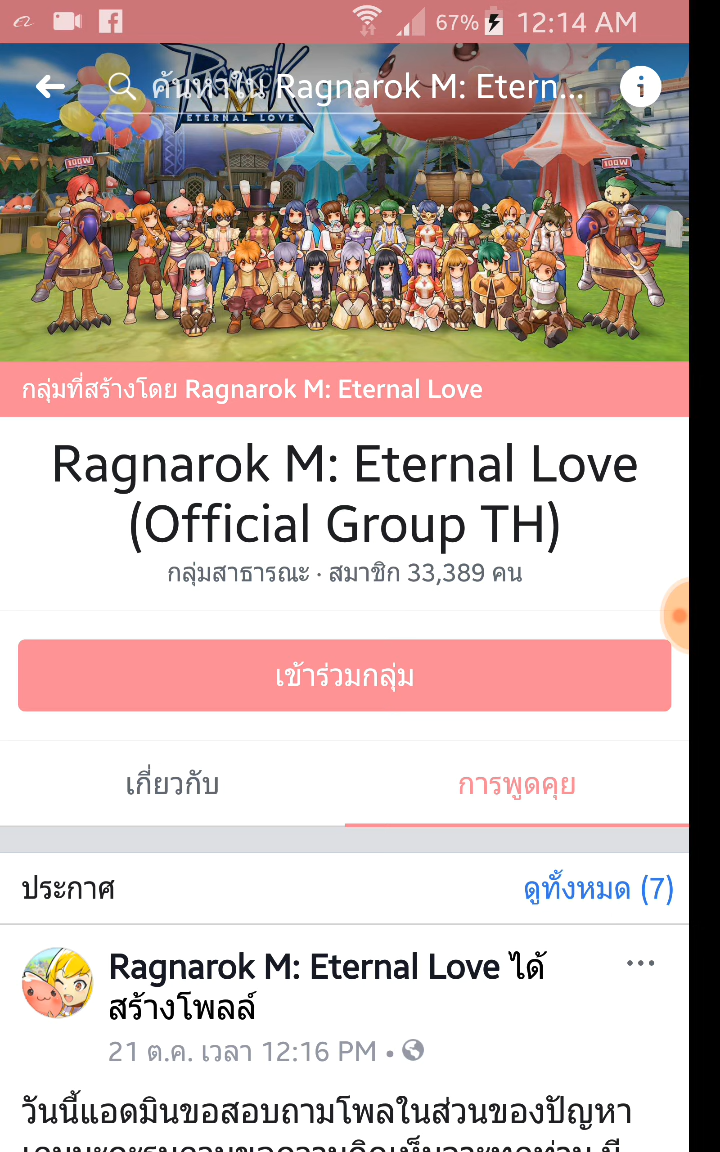 67% 12:14 AM
ค้นหาใน Ragnarok M: Etern...
RAGNAROK
ETERNAL LOVE
100W
100W
กลุ่มที่สร้างโดย Ragnarok M: Eternal Love
Ragnarok M: Eternal Love
(Official Group TH)
กลุ่มสาธารณะ · สมาชิก 33,389 คน
เข้าร่วมกลุ่ม
เกี่ยวกับ การพูดคุย
ประกาศ ดูทั้งหมด (7)
Ragnarok M: Eternal Love ได้
สร้างโพลล์
21 ต.ค. เวลา 12:16 PM •
วันนี้แอดมินขอสอบถามโพลในส่วนของปัญหา